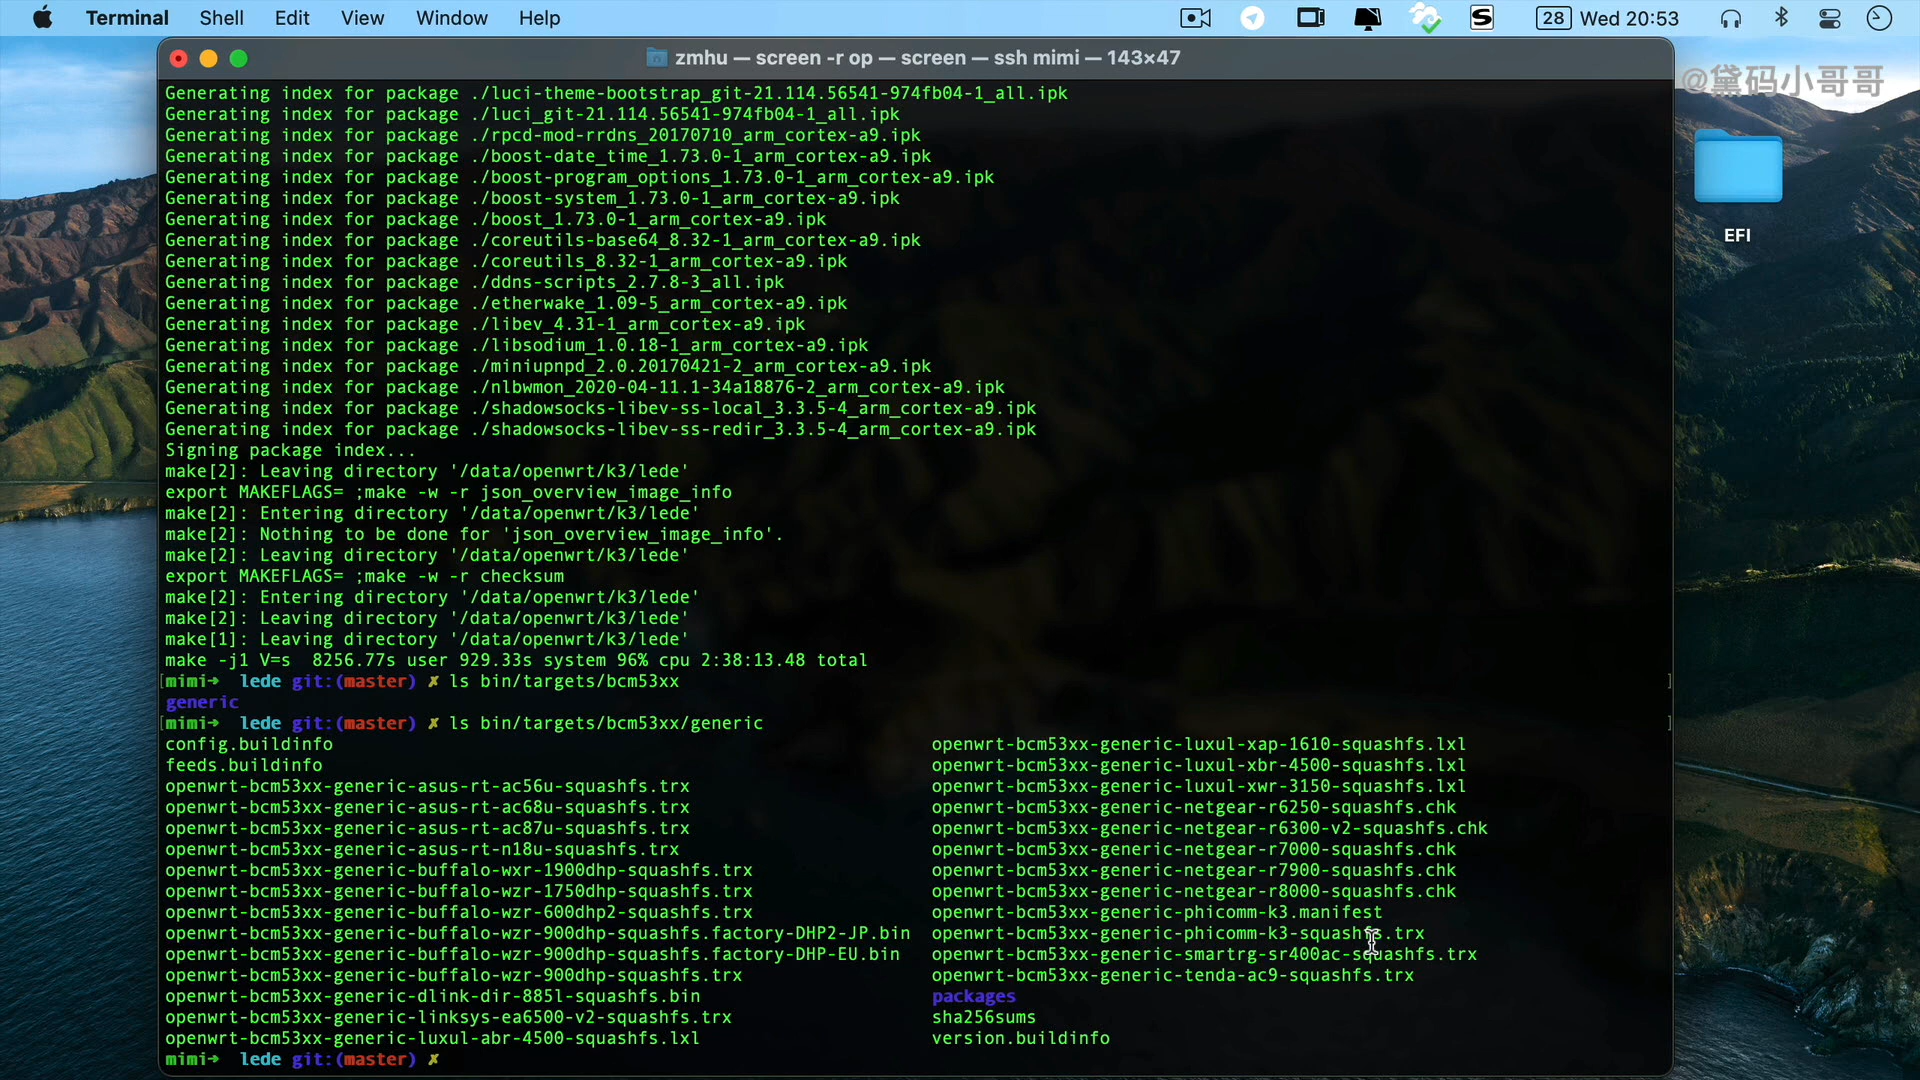 Terminal Shell Edit View Window Help 28 Wed 20:53
zmhu — screen -r op — screen — ssh mimi — 143×47
@黛码小哥哥
EFI
Generating index for package ./luci-theme-bootstrap_git-21.114.56541-974fb04-1_all.ipk
Generating index for package ./luci_git-21.114.56541-974fb04-1_all.ipk
Generating index for package ./rpcd-mod-rrdns_20170710_arm_cortex-a9.ipk
Generating index for package ./boost-date_time_1.73.0-1_arm_cortex-a9.ipk
Generating index for package ./boost-program_options_1.73.0-1_arm_cortex-a9.ipk
Generating index for package ./boost-system_1.73.0-1_arm_cortex-a9.ipk
Generating index for package ./boost_1.73.0-1_arm_cortex-a9.ipk
Generating index for package ./coreutils-base64_8.32-1_arm_cortex-a9.ipk
Generating index for package ./coreutils_8.32-1_arm_cortex-a9.ipk
Generating index for package ./ddns-scripts_2.7.8-3_all.ipk
Generating index for package ./etherwake_1.09-5_arm_cortex-a9.ipk
Generating index for package ./libev_4.31-1_arm_cortex-a9.ipk
Generating index for package ./libsodium_1.0.18-1_arm_cortex-a9.ipk
Generating index for package ./miniupnpd_2.0.20170421-2_arm_cortex-a9.ipk
Generating index for package ./nlbwmon_2020-04-11.1-34a18876-2_arm_cortex-a9.ipk
Generating index for package ./shadowsocks-libev-ss-local_3.3.5-4_arm_cortex-a9.ipk
Generating index for package ./shadowsocks-libev-ss-redir_3.3.5-4_arm_cortex-a9.ipk
Signing package index...
make[2]: Leaving directory '/data/openwrt/k3/lede'
export MAKEFLAGS= ;make -w -r json_overview_image_info
make[2]: Entering directory '/data/openwrt/k3/lede'
make[2]: Nothing to be done for 'json_overview_image_info'.
make[2]: Leaving directory '/data/openwrt/k3/lede'
export MAKEFLAGS= ;make -w -r checksum
make[2]: Entering directory '/data/openwrt/k3/lede'
make[2]: Leaving directory '/data/openwrt/k3/lede'
make[1]: Leaving directory '/data/openwrt/k3/lede'
make -j1 V=s  8256.77s user 929.33s system 96% cpu 2:38:13.48 total
[mimi➜  lede git:(master) ✗ ls bin/targets/bcm53xx ]
generic
[mimi➜  lede git:(master) ✗ ls bin/targets/bcm53xx/generic ]
config.buildinfo openwrt-bcm53xx-generic-luxul-xap-1610-squashfs.lxl
feeds.buildinfo openwrt-bcm53xx-generic-luxul-xbr-4500-squashfs.lxl
openwrt-bcm53xx-generic-asus-rt-ac56u-squashfs.trx openwrt-bcm53xx-generic-luxul-xwr-3150-squashfs.lxl
openwrt-bcm53xx-generic-asus-rt-ac68u-squashfs.trx openwrt-bcm53xx-generic-netgear-r6250-squashfs.chk
openwrt-bcm53xx-generic-asus-rt-ac87u-squashfs.trx openwrt-bcm53xx-generic-netgear-r6300-v2-squashfs.chk
openwrt-bcm53xx-generic-asus-rt-n18u-squashfs.trx openwrt-bcm53xx-generic-netgear-r7000-squashfs.chk
openwrt-bcm53xx-generic-buffalo-wxr-1900dhp-squashfs.trx openwrt-bcm53xx-generic-netgear-r7900-squashfs.chk
openwrt-bcm53xx-generic-buffalo-wzr-1750dhp-squashfs.trx openwrt-bcm53xx-generic-netgear-r8000-squashfs.chk
openwrt-bcm53xx-generic-buffalo-wzr-600dhp2-squashfs.trx openwrt-bcm53xx-generic-phicomm-k3.manifest
openwrt-bcm53xx-generic-buffalo-wzr-900dhp-squashfs.factory-DHP2-JP.bin openwrt-bcm53xx-generic-phicomm-k3-squashfs.trx
openwrt-bcm53xx-generic-buffalo-wzr-900dhp-squashfs.factory-DHP-EU.bin openwrt-bcm53xx-generic-smartrg-sr400ac-squashfs.trx
openwrt-bcm53xx-generic-buffalo-wzr-900dhp-squashfs.trx openwrt-bcm53xx-generic-tenda-ac9-squashfs.trx
openwrt-bcm53xx-generic-dlink-dir-885l-squashfs.bin packages
openwrt-bcm53xx-generic-linksys-ea6500-v2-squashfs.trx sha256sums
openwrt-bcm53xx-generic-luxul-abr-4500-squashfs.lxl version.buildinfo
mimi➜  lede git:(master) ✗